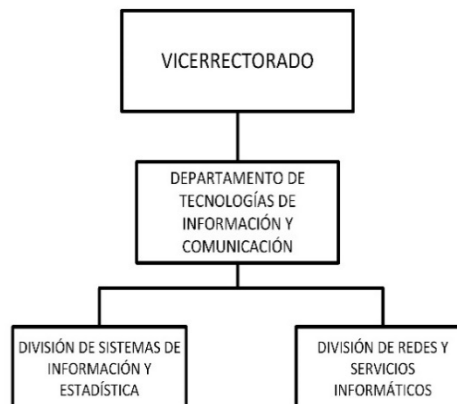 VICERRECTORADO
DEPARTAMENTO DE
TECNOLOGÍAS DE
INFORMACIÓN Y
COMUNICACIÓN
DIVISIÓN DE SISTEMAS DE
INFORMACIÓN Y
ESTADÍSTICA
DIVISIÓN DE REDES Y
SERVICIOS
INFORMÁTICOS